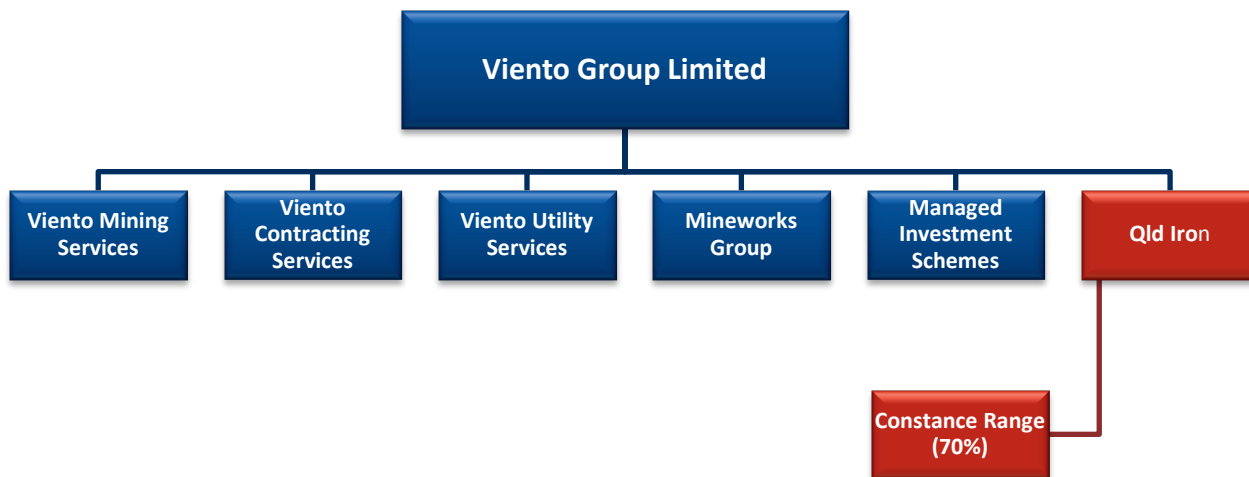 Viento Group Limited
Viento Mining
Services
Viento
Contracting
Services
Viento Utility
Services
Mineworks
Group
Managed
Investment
Schemes
Qld Iron
Constance Range
(70%)